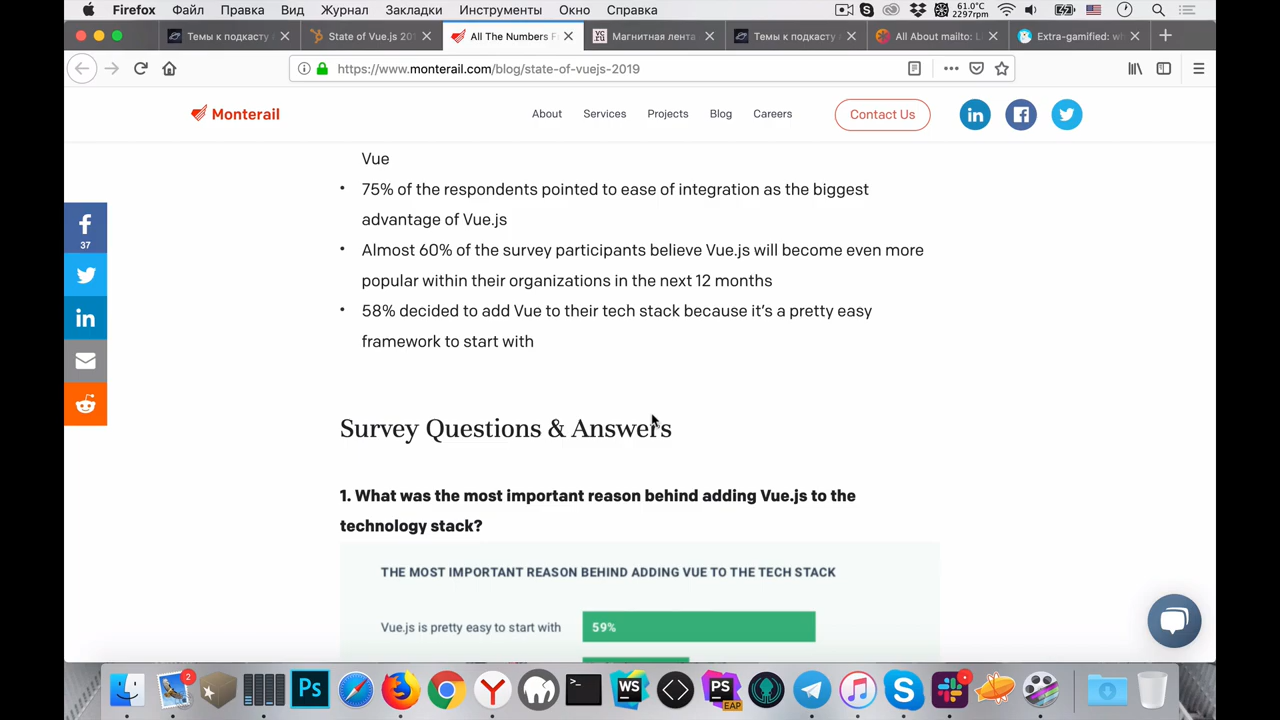 Firefox Файл Правка Вид Журнал Закладки Инструменты Окно Справка 61.0°C 2297rpm
Темы к подкасту State of Vue.js 20 All The Numbers F Магнитная лента Темы к подкасту All About mailto: L Extra-gamified: wh
https://www.monterail.com/blog/state-of-vuejs-2019
Monterail About Services Projects Blog Careers Contact Us
Vue
• 75% of the respondents pointed to ease of integration as the biggest
advantage of Vue.js
37
• Almost 60% of the survey participants believe Vue.js will become even more
popular within their organizations in the next 12 months
• 58% decided to add Vue to their tech stack because it's a pretty easy
framework to start with
Survey Questions & Answers
1. What was the most important reason behind adding Vue.js to the
technology stack?
THE MOST IMPORTANT REASON BEHIND ADDING VUE TO THE TECH STACK
Vue.js is pretty easy to start with 59%
2 Ps WS PS EAP